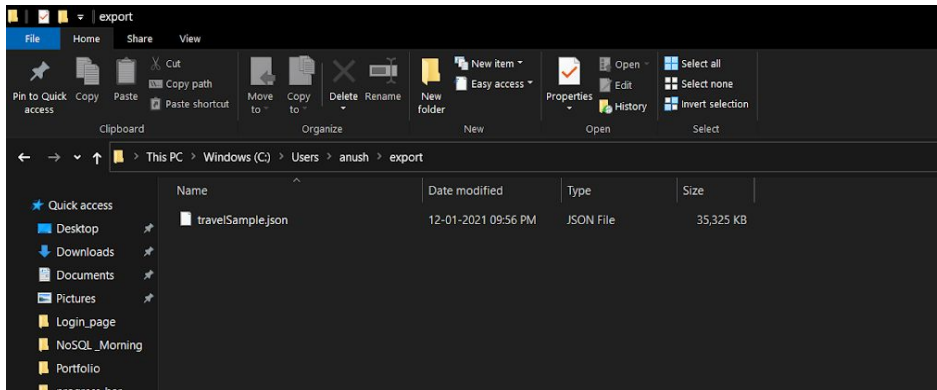 export
File Home Share View
Pin to Quick access
Copy
Paste
Cut
Copy path
Paste shortcut
Move to
Copy to
Delete
Rename
New folder
New item
Easy access
Properties
Open
Edit
History
Select all
Select none
Invert selection
Clipboard Organize New Open Select
This PC > Windows (C:) > Users > anush > export
Name Date modified Type Size
travelSample.json 12-01-2021 09:56 PM JSON File 35,325 KB
Quick access
Desktop
Downloads
Documents
Pictures
Login_page
NoSQL_Morning
Portfolio